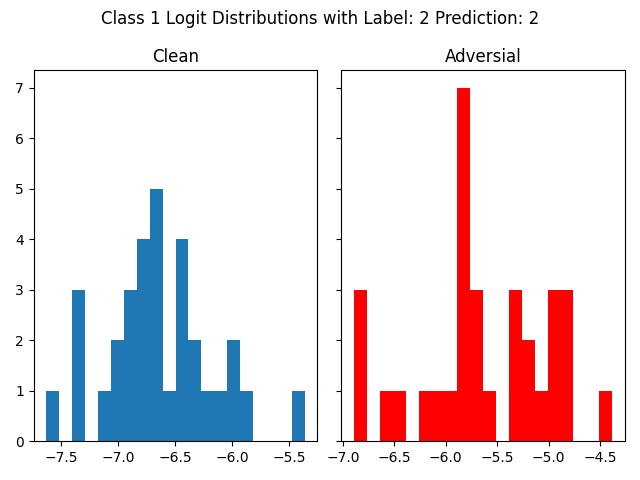 Class 1 Logit Distributions with Label: 2 Prediction: 2
Clean
Adversial
7
6
5
4
3
2
1
0
−7.5 −7.0 −6.5 −6.0 −5.5
−7.0 −6.5 −6.0 −5.5 −5.0 −4.5